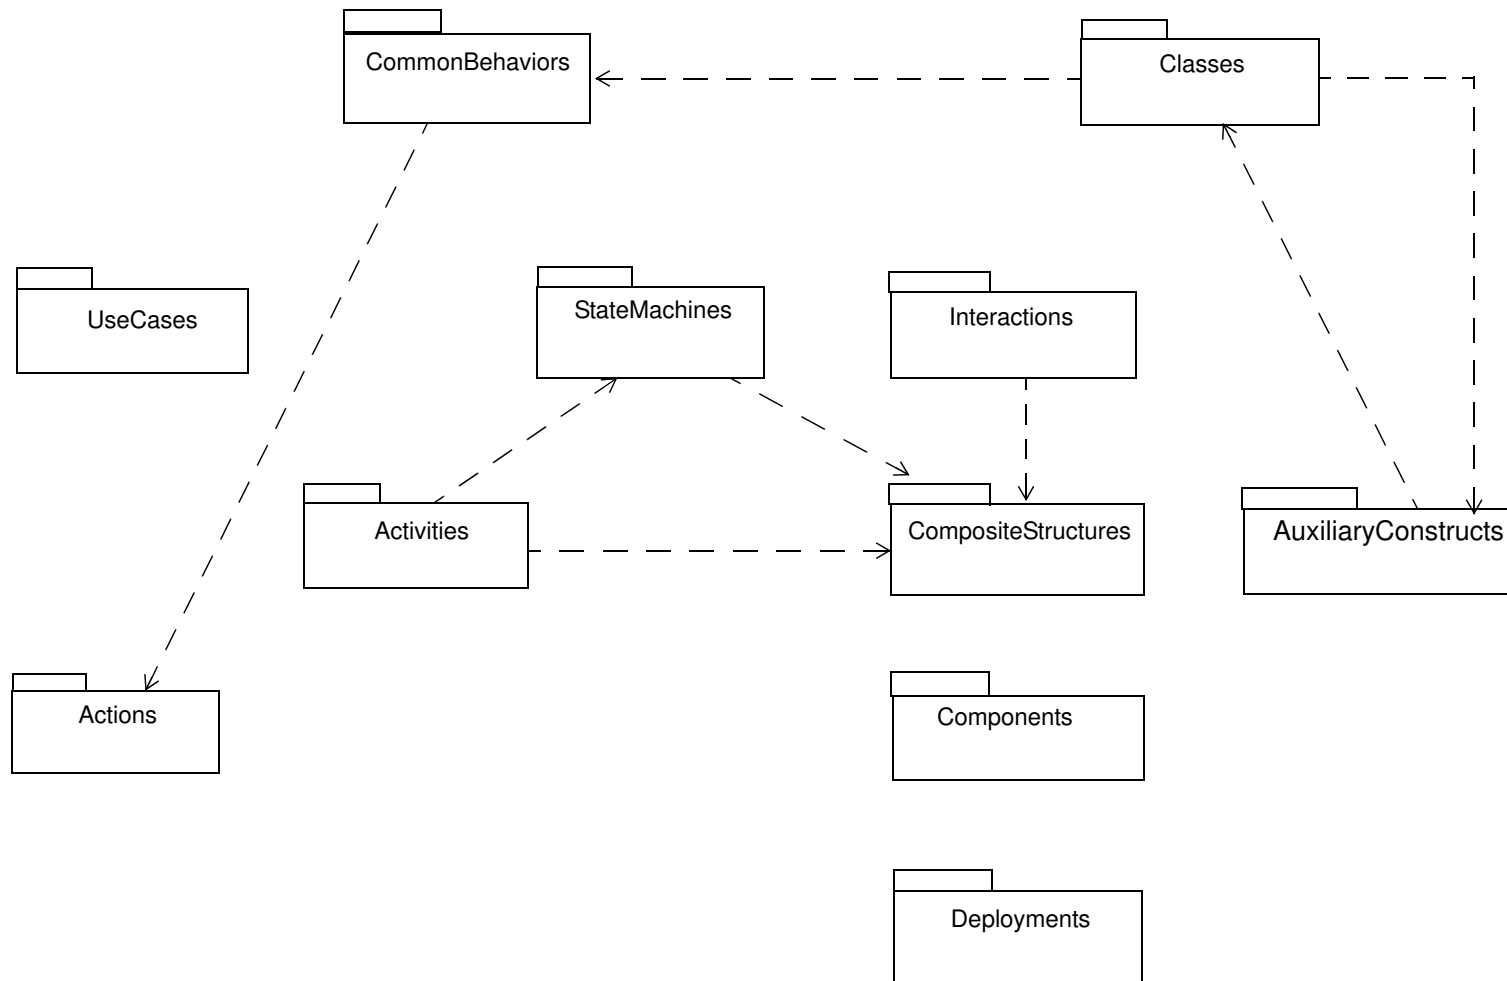 CommonBehaviors
Classes
UseCases
StateMachines
Interactions
Activities
CompositeStructures
AuxiliaryConstructs
Actions
Components
Deployments